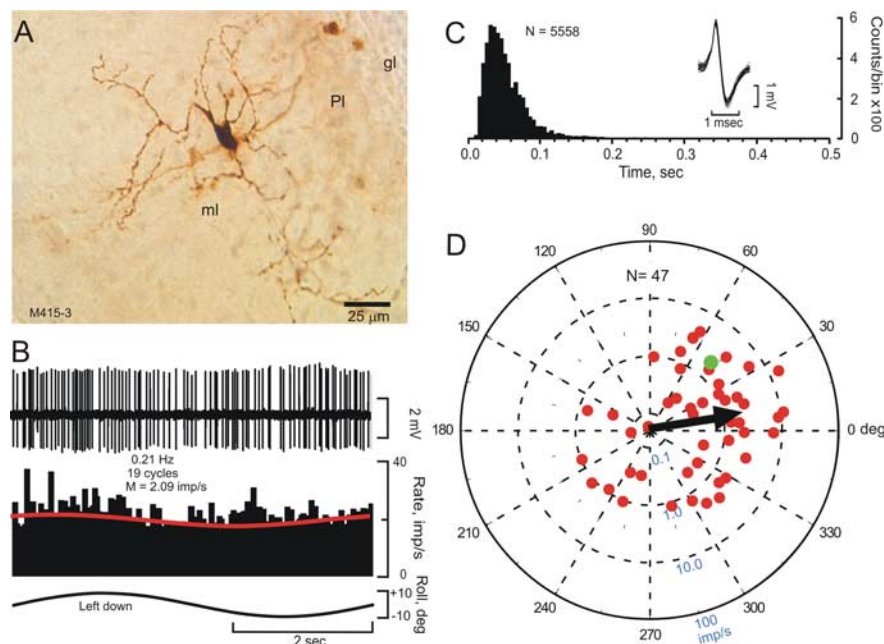 A
gl
Pl
ml
M415-3
25 µm
B
2 mV
0.21 Hz
19 cycles
M = 2.09 imp/s
40
0
Rate, imp/s
Left down
+10
-10
Roll, deg
2 sec
C
N = 5558
1 mV
1 msec
6
4
2
0
Counts/bin x100
0.0 0.1 0.2 0.3 0.4 0.5
Time, sec
D
N= 47
90
120
60
150
30
180
0 deg
210
330
240
300
270
0.1
1.0
10.0
100
imp/s